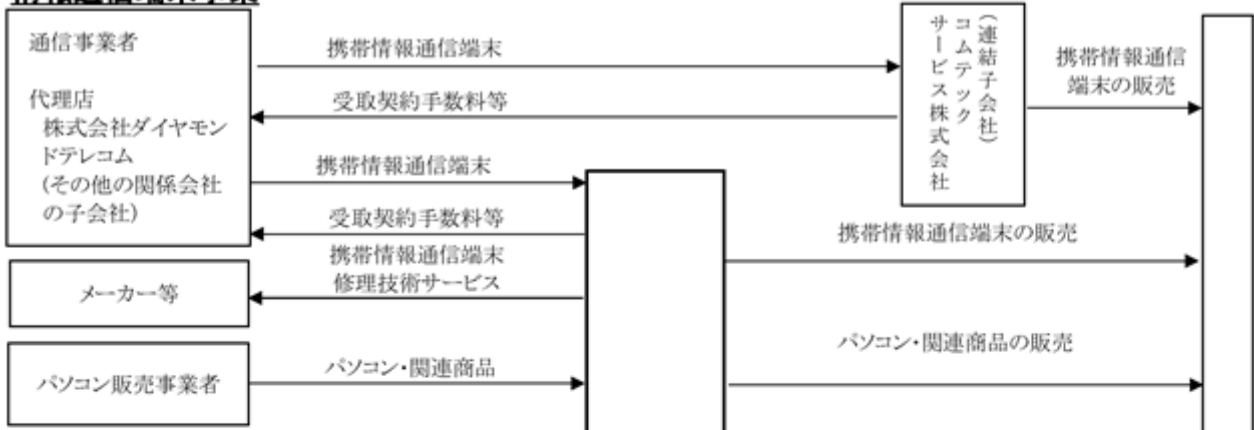 通信事業者
代理店
株式会社ダイヤモン
ドテレコム
(その他の関係会社
の子会社)
携帯情報通信端末
受取契約手数料等
(連結子会社)
コムテック
サービス株式会社
携帯情報通信
端末の販売
携帯情報通信端末
受取契約手数料等
携帯情報通信端末
修理技術サービス
携帯情報通信端末の販売
メーカー等
パソコン販売事業者
パソコン・関連商品
パソコン・関連商品の販売